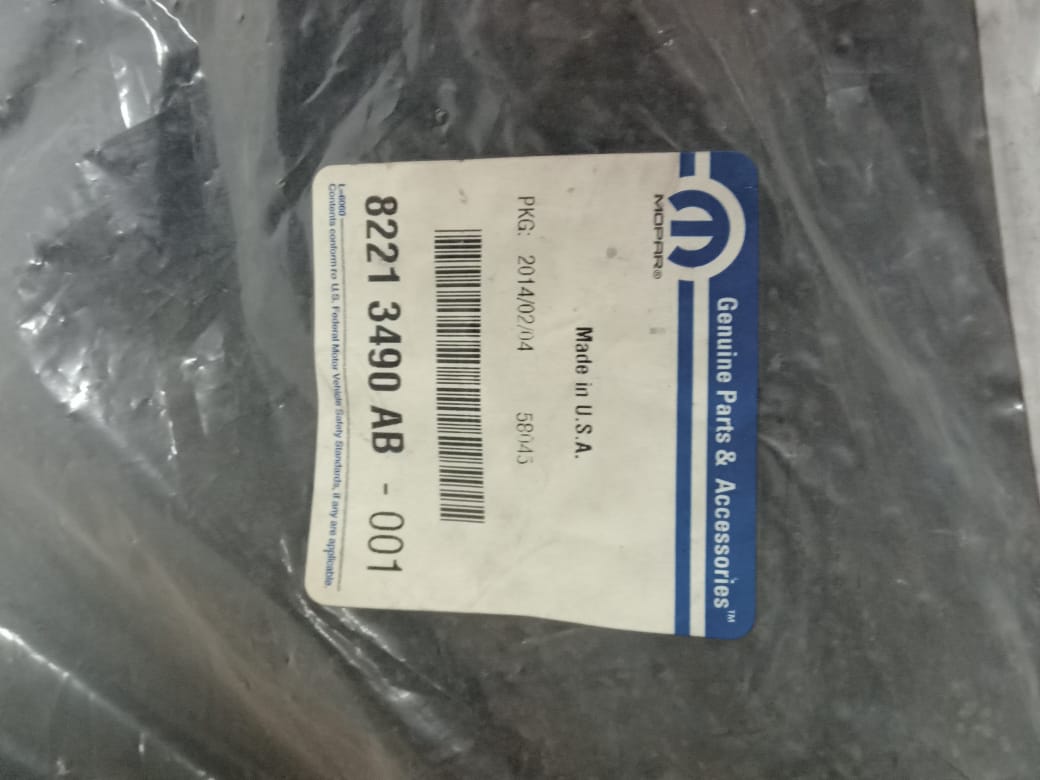 Genuine Parts & Accessories™
MOPAR®
Made in U.S.A.
PKG: 2014/02/04 58045
8221 3490 AB - 001
L-6060
Contents conform to U.S. Federal Motor Vehicle Safety Standards, if any are applicable.